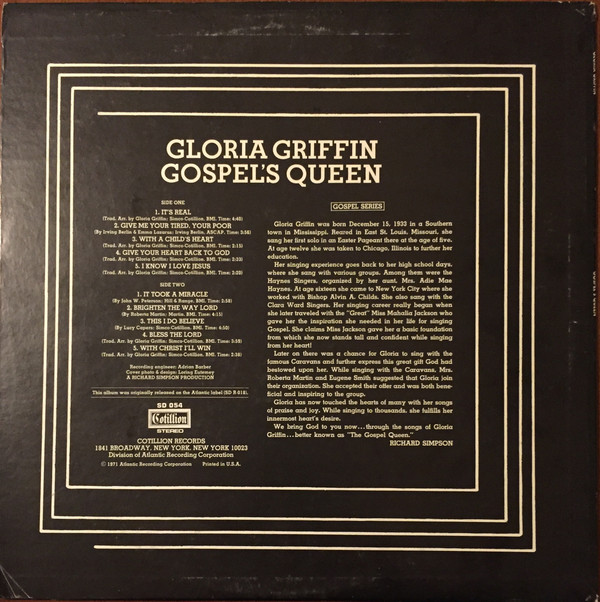 GLORIA GRIFFIN
GOSPEL'S QUEEN
SIDE ONE
1. IT'S REAL
(Trad. Arr. by Gloria Griffin: Simco-Cotillion, BMI. Time: 4:40)
2. GIVE ME YOUR TIRED, YOUR POOR
(By Irving Berlin & Emma Lazarus: Irving Berlin, ASCAP. Time: 3:56)
3. WITH A CHILD'S HEART
(Trad. Arr. by Gloria Griffin: Simco-Cotillion, BMI. Time: 3:15)
4. GIVE YOUR HEART BACK TO GOD
(Trad. Arr. by Gloria Griffin: Simco-Cotillion, BMI. Time: 3:23)
5. I KNOW I LOVE JESUS
(Trad. Arr. by Gloria Griffin: Simco-Cotillion, BMI. Time: 3:20)
SIDE TWO
1. IT TOOK A MIRACLE
(By John W. Peterson: Hill & Range, BMI. Time: 3:58)
2. BRIGHTEN THE WAY LORD
(By Roberta Martin: Martin, BMI. Time: 4:15)
3. THIS I DO BELIEVE
(By Lucy Capers: Simco-Cotillion, BMI. Time: 4:50)
4. BLESS THE LORD
(Trad. Arr. by Gloria Griffin: Simco-Cotillion, BMI. Time: 3:39)
5. WITH CHRIST I'LL WIN
(Trad. Arr. by Gloria Griffin: Simco-Cotillion, BMI. Time: 2:36)
Recording engineer: Adrian Barber
Cover photo & design: Loring Eutemey
A RICHARD SIMPSON PRODUCTION
This album was originally released on the Atlantic label (SD R 018).
SD 054
Cotillion
STEREO
COTILLION RECORDS
1841 BROADWAY, NEW YORK, NEW YORK 10023
Division of Atlantic Recording Corporation
© 1971 Atlantic Recording Corporation Printed in U.S.A.
GOSPEL SERIES
Gloria Griffin was born December 15, 1933 in a Southern
town in Mississippi. Reared in East St. Louis, Missouri, she
sang her first solo in an Easter Pageant there at the age of five.
At age twelve she was taken to Chicago, Illinois to further her
education.
Her singing experience goes back to her high school days,
where she sang with various groups. Among them were the
Haynes Singers, organized by her aunt, Mrs. Adie Mae
Haynes. At age sixteen she came to New York City where she
worked with Bishop Alvin A. Childs. She also sang with the
Clara Ward Singers. Her singing career really began when
she later traveled with the "Great" Miss Mahalia Jackson who
gave her the inspiration she needed in her life for singing
Gospel. She claims Miss Jackson gave her a basic foundation
from which she now stands tall and confident while singing
from her heart!
Later on there was a chance for Gloria to sing with the
famous Caravans and further express this great gift God had
bestowed upon her. While singing with the Caravans, Mrs.
Roberta Martin and Eugene Smith suggested that Gloria join
their organization. She accepted their offer and was both bene-
ficial and inspiring to the group.
Gloria has now touched the hearts of many with her songs
of praise and joy. While singing to thousands, she fulfills her
innermost heart's desire.
We bring God to you now...through the songs of Gloria
Griffin...better known as "The Gospel Queen."
RICHARD SIMPSON